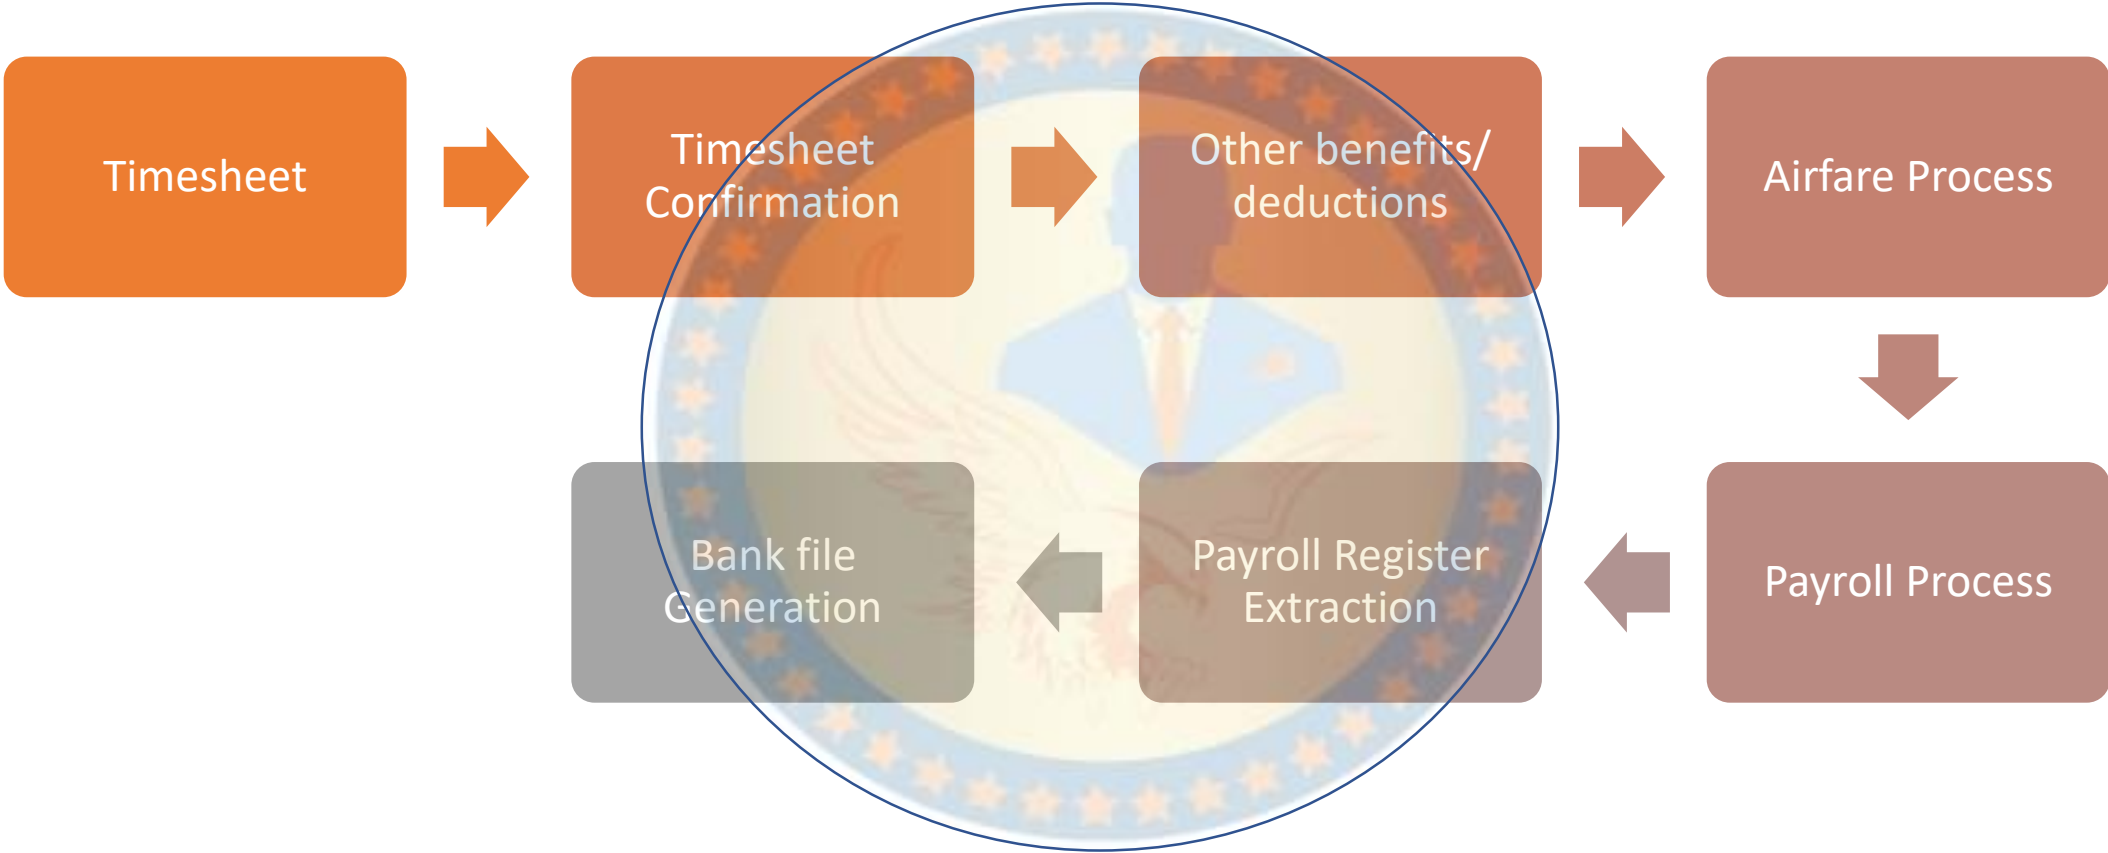 Timesheet
Timesheet
Confirmation
Other benefits/
deductions
Airfare Process
Payroll Process
Payroll Register
Extraction
Bank file
Generation